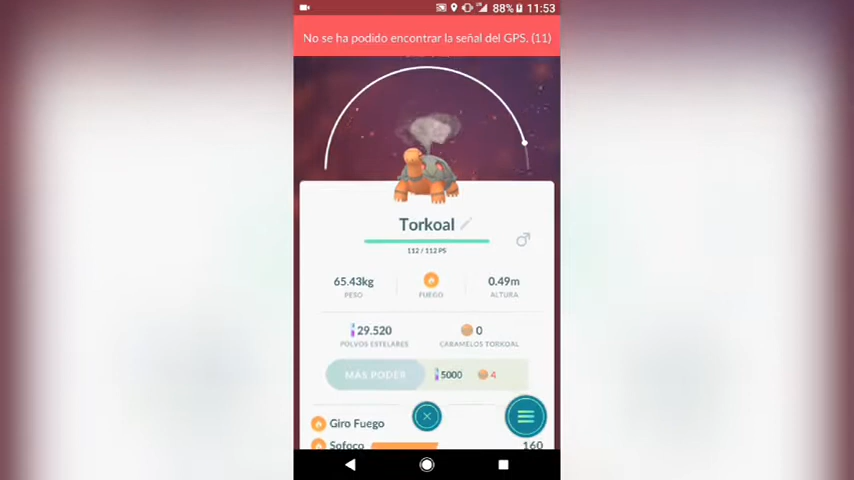 88% 11:53
No se ha podido encontrar la señal del GPS. (11)
Torkoal
112 / 112 PS
65.43kg
0.49m
PESO
FUEGO
ALTURA
29.520
0
POLVOS ESTELARES
CARAMELOS TORKOAL
MÁS PODER
5000
4
Giro Fuego
Sofoco
160